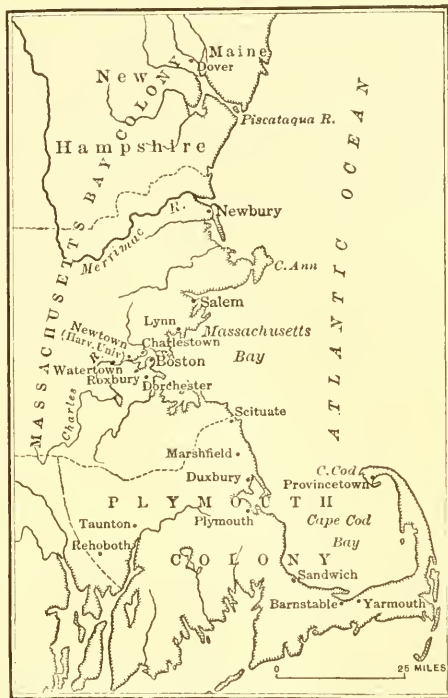 Maine
New
Dover
Piscataqua R.
Hampshire
MASSACHUSETTS BAY COLONY
ATLANTIC OCEAN
Merrimac R.
Newbury
C. Ann
Salem
Lynn
Massachusetts
Bay
Newtown
(Harv. Univ)
Charlestown
Boston
Watertown
Roxbury
Dorchester
Charles R.
Scituate
Marshfield
Duxbury
C. Cod
Provincetown
PLYMOUTH
Plymouth
Cape Cod
Bay
Taunton
Rehoboth
COLONY
Sandwich
Barnstable
Yarmouth
0 25 MILES